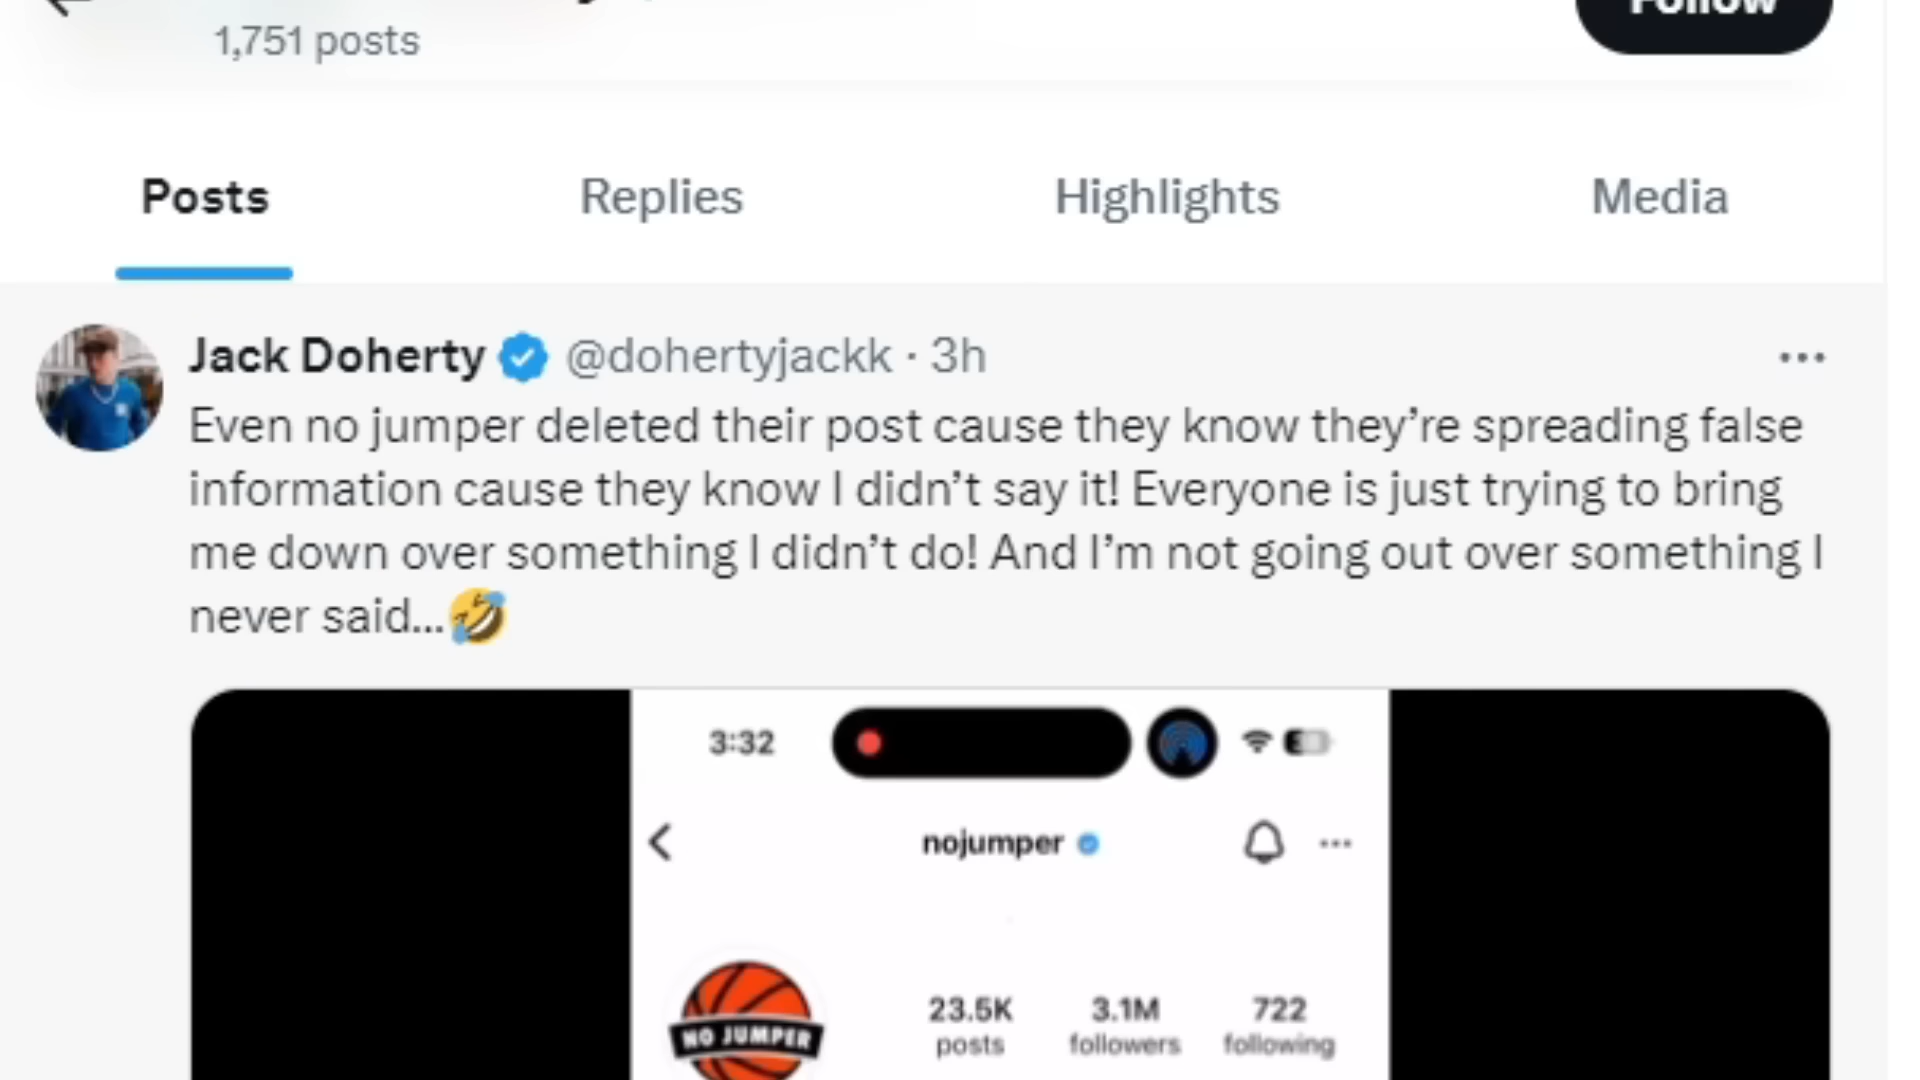 Follow
1,751 posts
Posts Replies Highlights Media
Jack Doherty @dohertyjackk · 3h
Even no jumper deleted their post cause they know they’re spreading false
information cause they know I didn’t say it! Everyone is just trying to bring
me down over something I didn’t do! And I’m not going out over something I
never said...🤣
3:32
nojumper
NO JUMPER
23.5K 3.1M 722
posts followers following